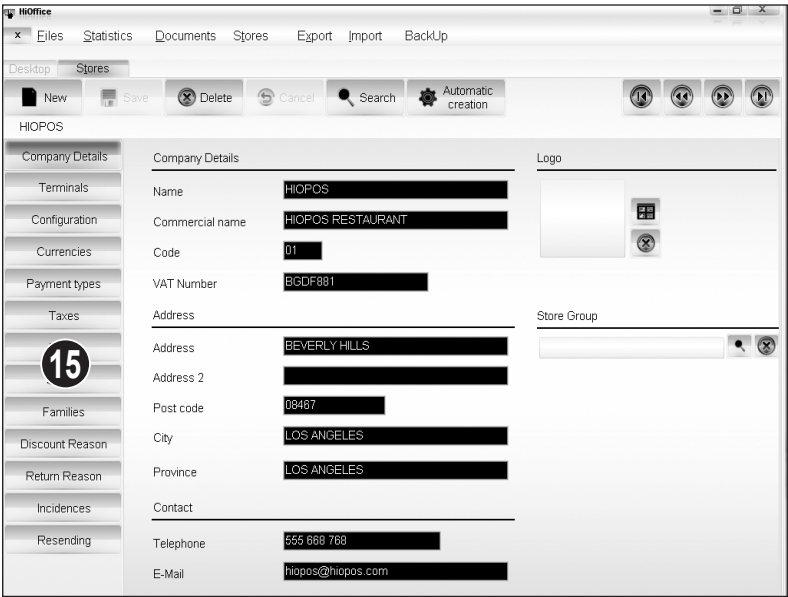 HiOffice
x Files Statistics Documents Stores Export Import BackUp
Desktop Stores
New Save Delete Cancel Search Automatic creation
HIOPOS
Company Details
Terminals
Configuration
Currencies
Payment types
Taxes
15
Families
Discount Reason
Return Reason
Incidences
Resending
Company Details
Name HIOPOS
Commercial name HIOPOS RESTAURANT
Code 01
VAT Number BGDF881
Address
Address BEVERLY HILLS
Address 2
Post code 08467
City LOS ANGELES
Province LOS ANGELES
Contact
Telephone 555 668 768
E-Mail hiopos@hiopos.com
Logo
Store Group